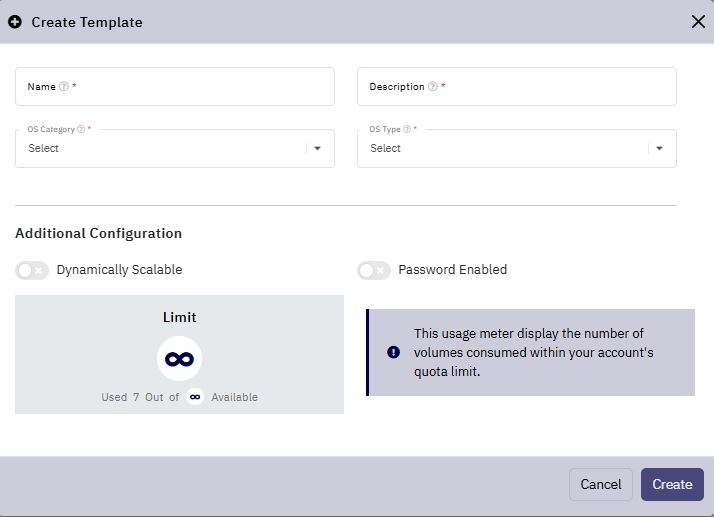 Create Template
Name *
Description *
OS Category *
Select
OS Type *
Select
Additional Configuration
Dynamically Scalable
Password Enabled
Limit
Used 7 Out of ∞ Available
This usage meter display the number of
volumes consumed within your account's
quota limit.
Cancel
Create